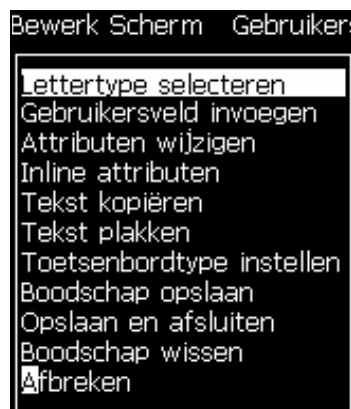 Bewerk Scherm Gebruikers
Lettertype selecteren
Gebruikersveld invoegen
Attributen wijzigen
Inline attributen
Tekst kopiëren
Tekst plakken
Toetsenbordtype instellen
Boodschap opslaan
Opslaan en afsluiten
Boodschap wissen
Afbreken